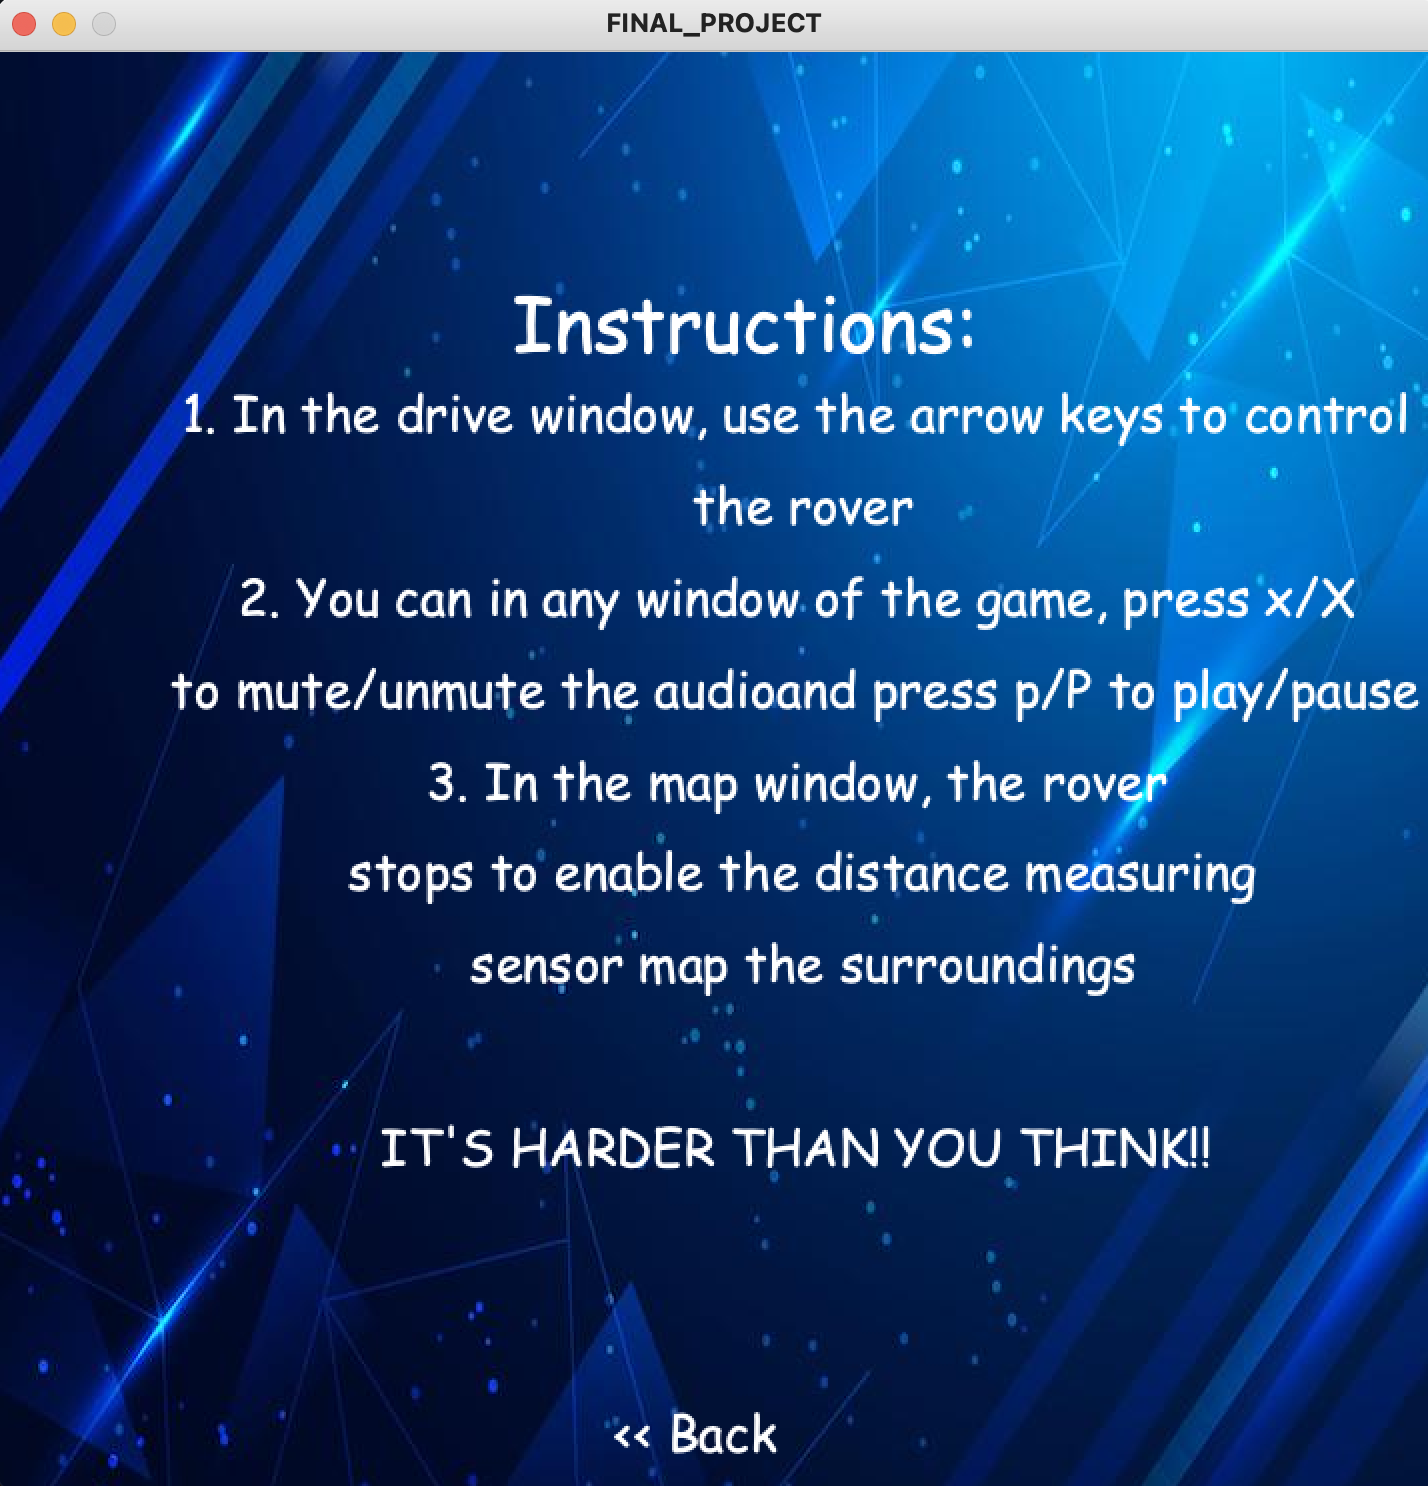 FINAL_PROJECT
Instructions:
1. In the drive window, use the arrow keys to control
the rover
2. You can in any window of the game, press x/X
to mute/unmute the audioand press p/P to play/pause
3. In the map window, the rover
stops to enable the distance measuring
sensor map the surroundings
IT'S HARDER THAN YOU THINK!!
<< Back